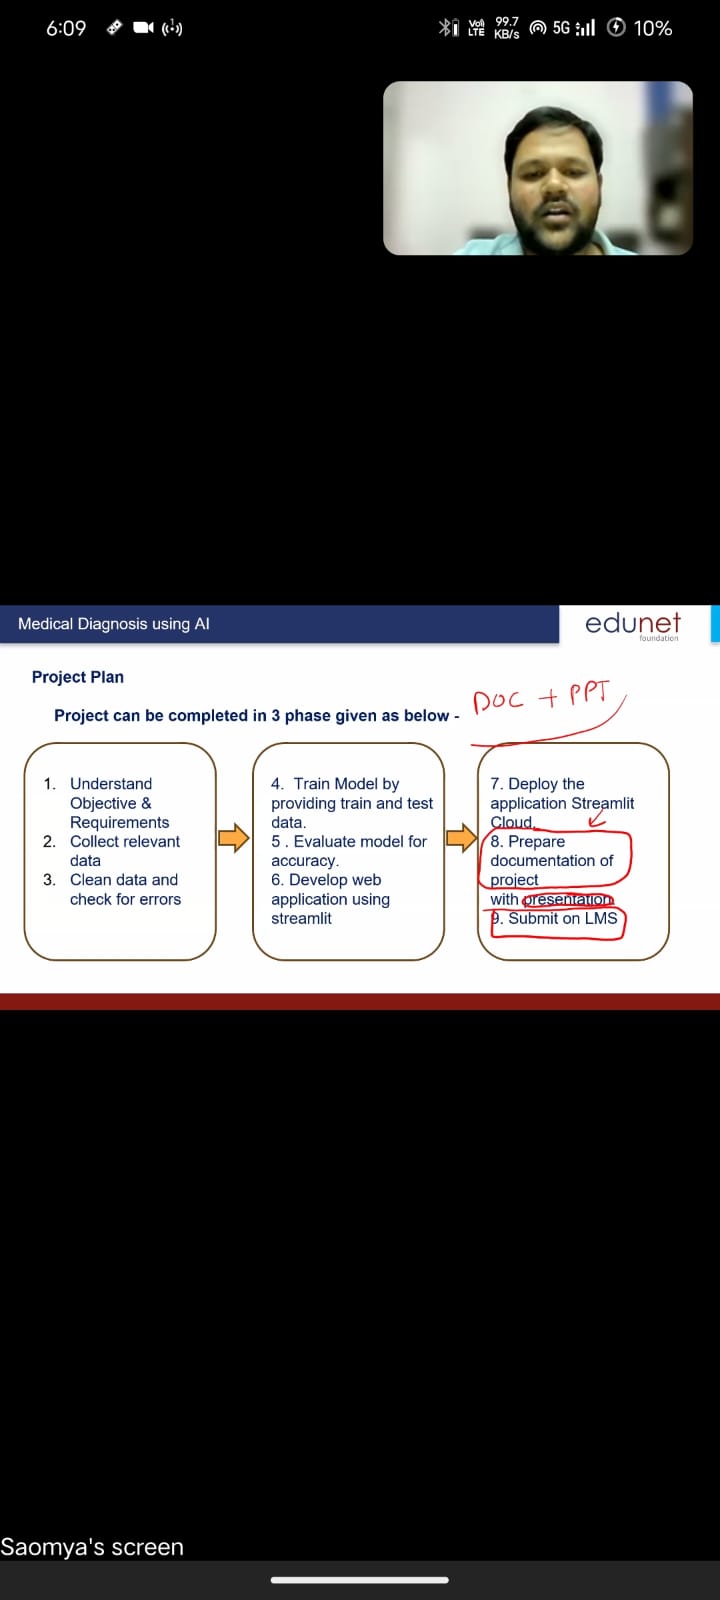 6:09
Vo)) 99.7 5G 10%
LTE KB/s
Medical Diagnosis using AI
edunet
foundation
Project Plan
DOC + PPT
Project can be completed in 3 phase given as below -
1. Understand
Objective &
Requirements
2. Collect relevant
data
3. Clean data and
check for errors
4. Train Model by
providing train and test
data.
5 . Evaluate model for
accuracy.
6. Develop web
application using
streamlit
7. Deploy the
application Streamlit
Cloud.
8. Prepare
documentation of
project
with presentation
9. Submit on LMS
Saomya's screen